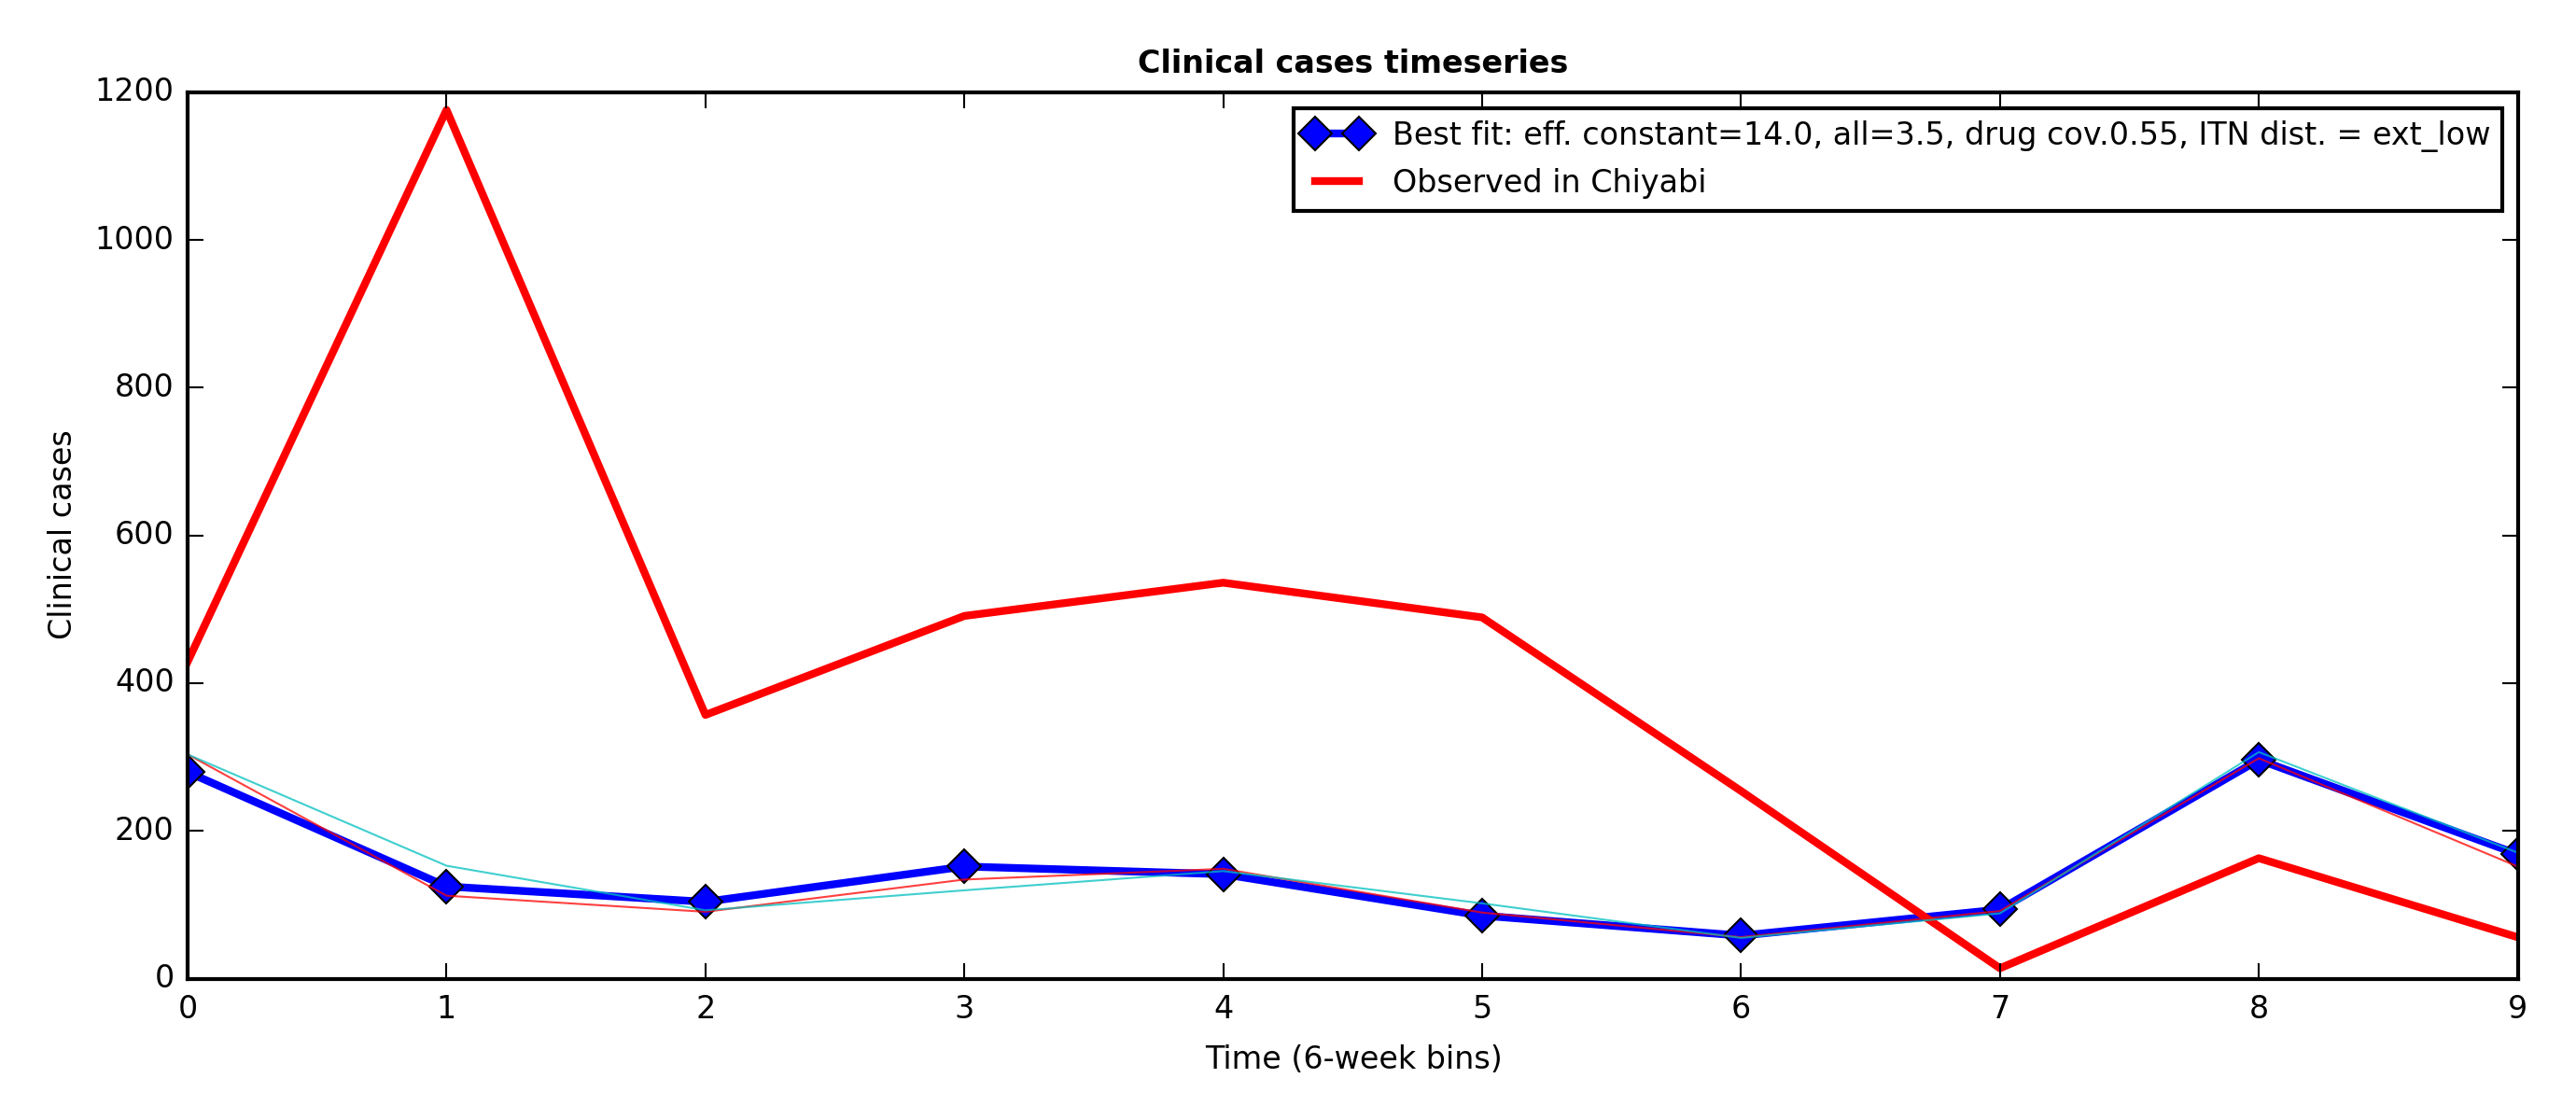 Clinical cases timeseries
1200
1000
800
600
400
200
0
Clinical cases
Best fit: eff. constant=14.0, all=3.5, drug cov.0.55, ITN dist. = ext_low
Observed in Chiyabi
0 1 2 3 4 5 6 7 8 9
Time (6-week bins)